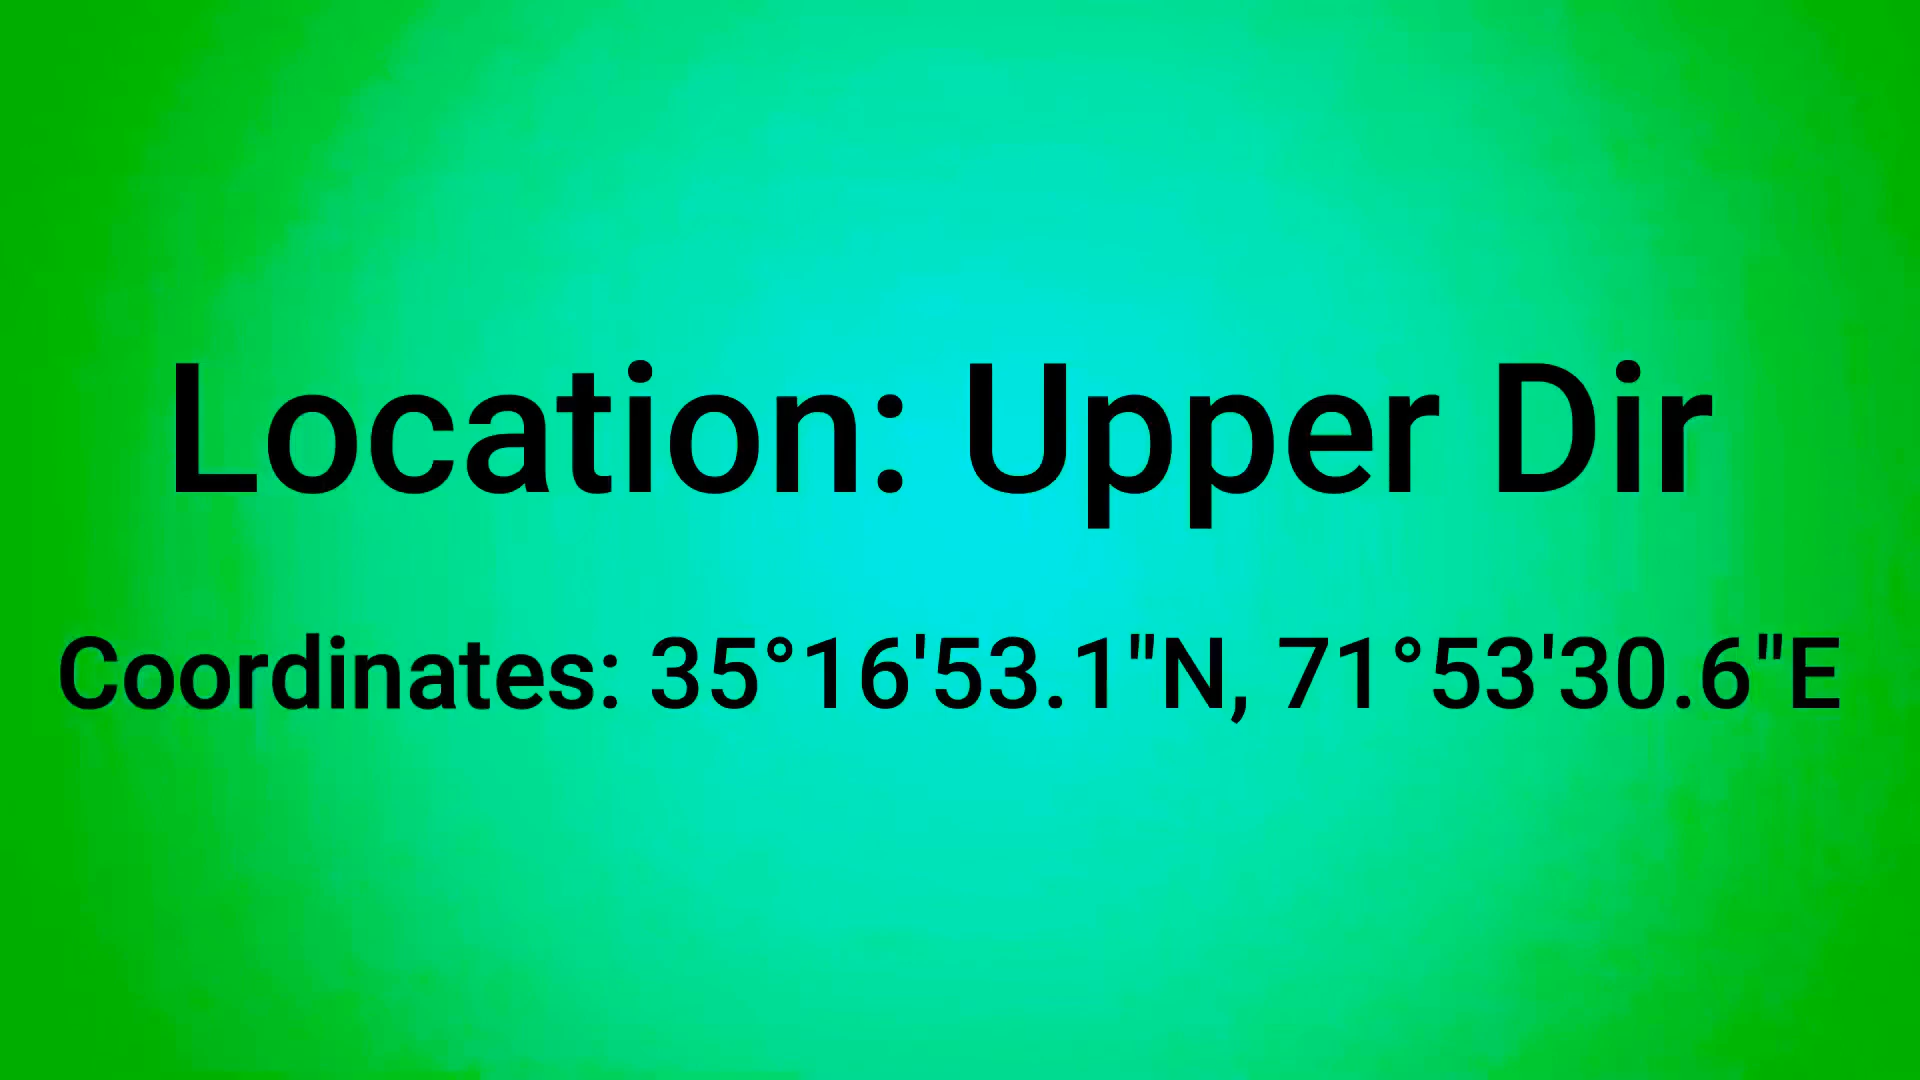 Location: Upper Dir
Coordinates: 35°16'53.1"N, 71°53'30.6"E